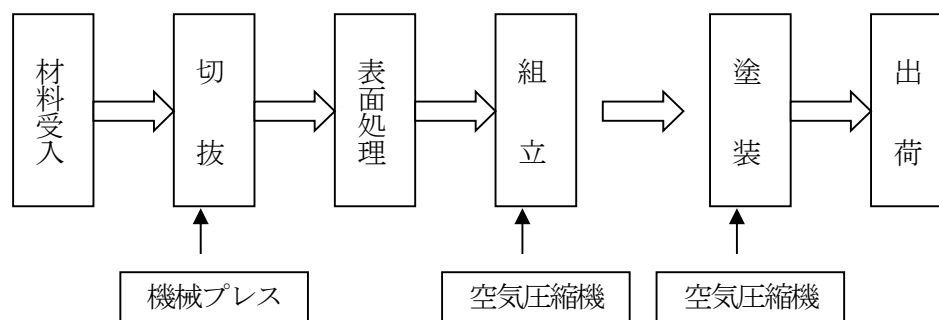 材料受入
切抜
表面処理
組立
塗装
出荷
機械プレス
空気圧縮機
空気圧縮機